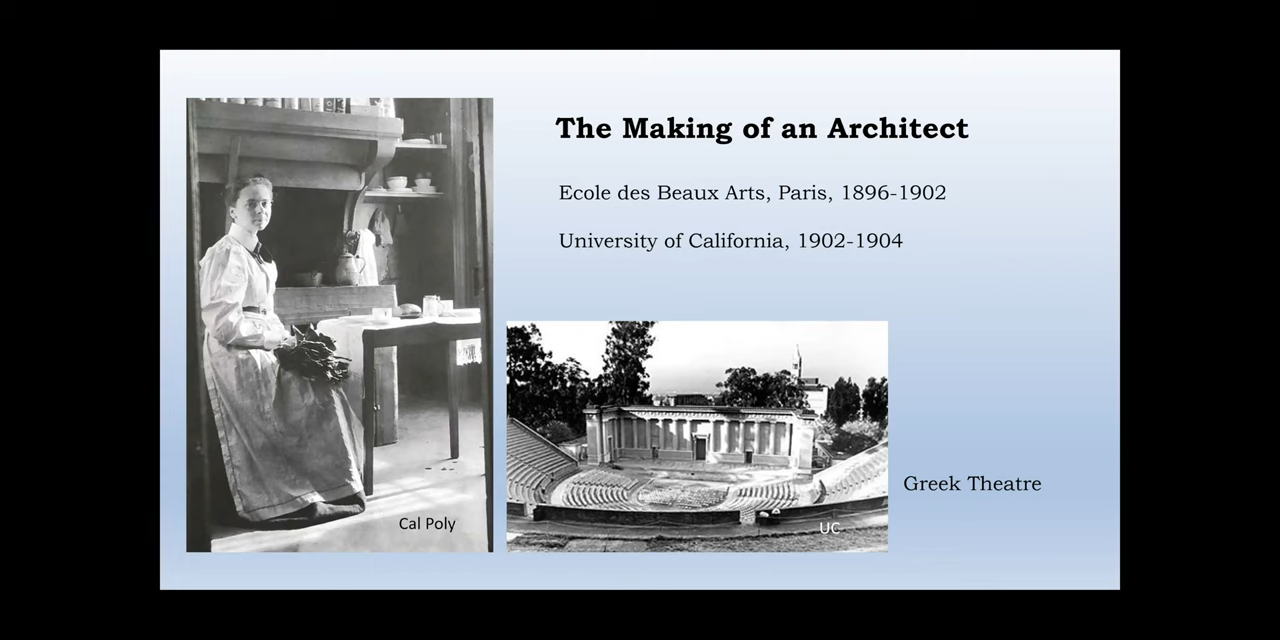 The Making of an Architect
Ecole des Beaux Arts, Paris, 1896-1902
University of California, 1902-1904
Cal Poly
UC
Greek Theatre